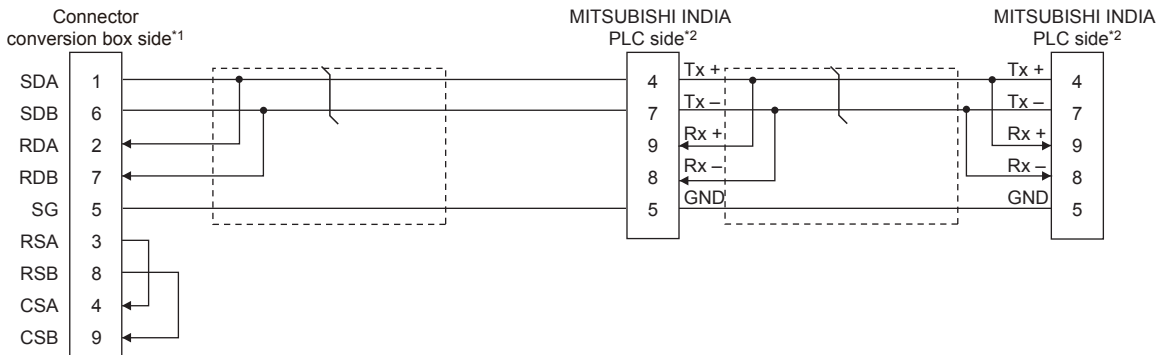 Connector
conversion box side*1
MITSUBISHI INDIA
PLC side*2
MITSUBISHI INDIA
PLC side*2
SDA 1 4 Tx + Tx + 4
SDB 6 7 Tx – Tx – 7
RDA 2 9 Rx + Rx + 9
RDB 7 8 Rx – Rx – 8
SG 5 5 GND GND 5
RSA 3
RSB 8
CSA 4
CSB 9